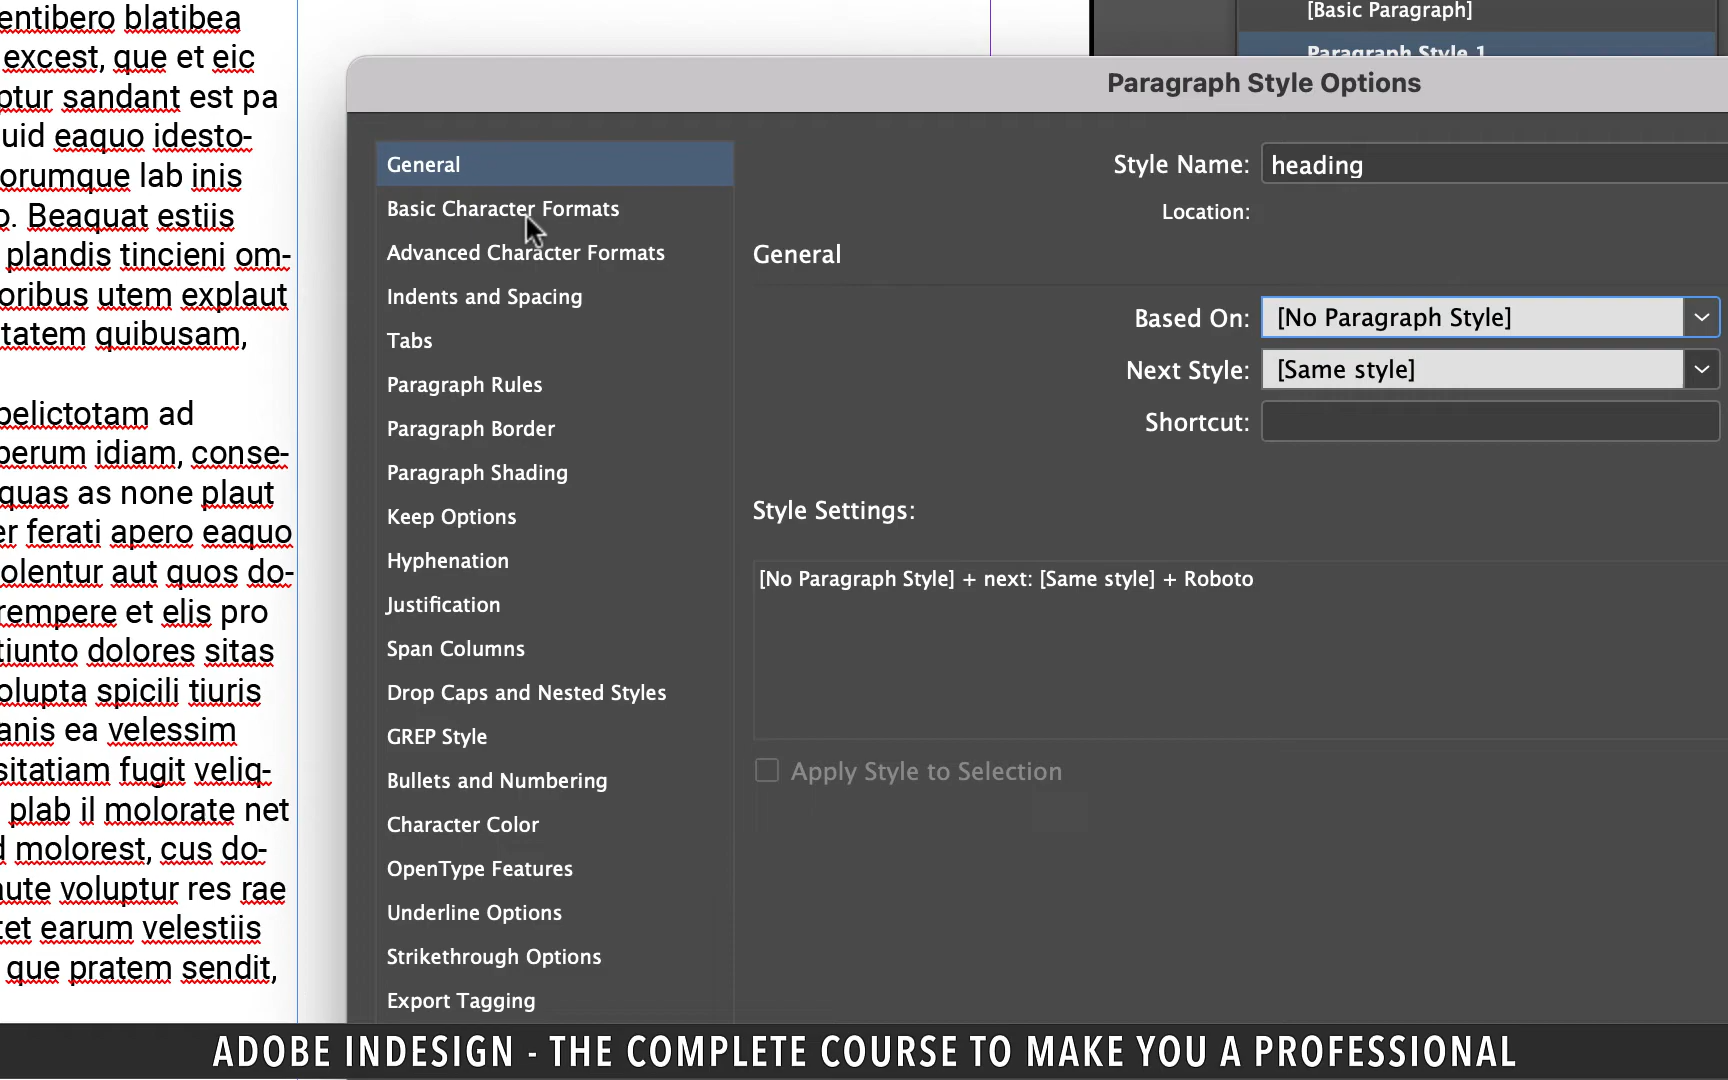 entibero blatibea
excest, que et eic
ptur sandant est pa
uid eaquo idesto-
orumque lab inis
o. Beaquat estiis
plandis tincieni om-
oribus utem explaut
tatem quibusam,
pelictotam ad
perum idiam, conse-
quas as none plaut
er ferati apero eaquo
olentur aut quos do-
rempere et elis pro
tiunto dolores sitas
olupta spicili tiuris
anis ea velessim
sitatiam fugit veliq-
plab il molorate net
d molorest, cus do-
aute voluptur res rae
tet earum velestiis
que pratem sendit,
[Basic Paragraph]
Paragraph Style 1
Paragraph Style Options
General
Basic Character Formats
Advanced Character Formats
Indents and Spacing
Tabs
Paragraph Rules
Paragraph Border
Paragraph Shading
Keep Options
Hyphenation
Justification
Span Columns
Drop Caps and Nested Styles
GREP Style
Bullets and Numbering
Character Color
OpenType Features
Underline Options
Strikethrough Options
Export Tagging
Style Name: heading
Location:
General
Based On: [No Paragraph Style]
Next Style: [Same style]
Shortcut:
Style Settings:
[No Paragraph Style] + next: [Same style] + Roboto
Apply Style to Selection
ADOBE INDESIGN - THE COMPLETE COURSE TO MAKE YOU A PROFESSIONAL